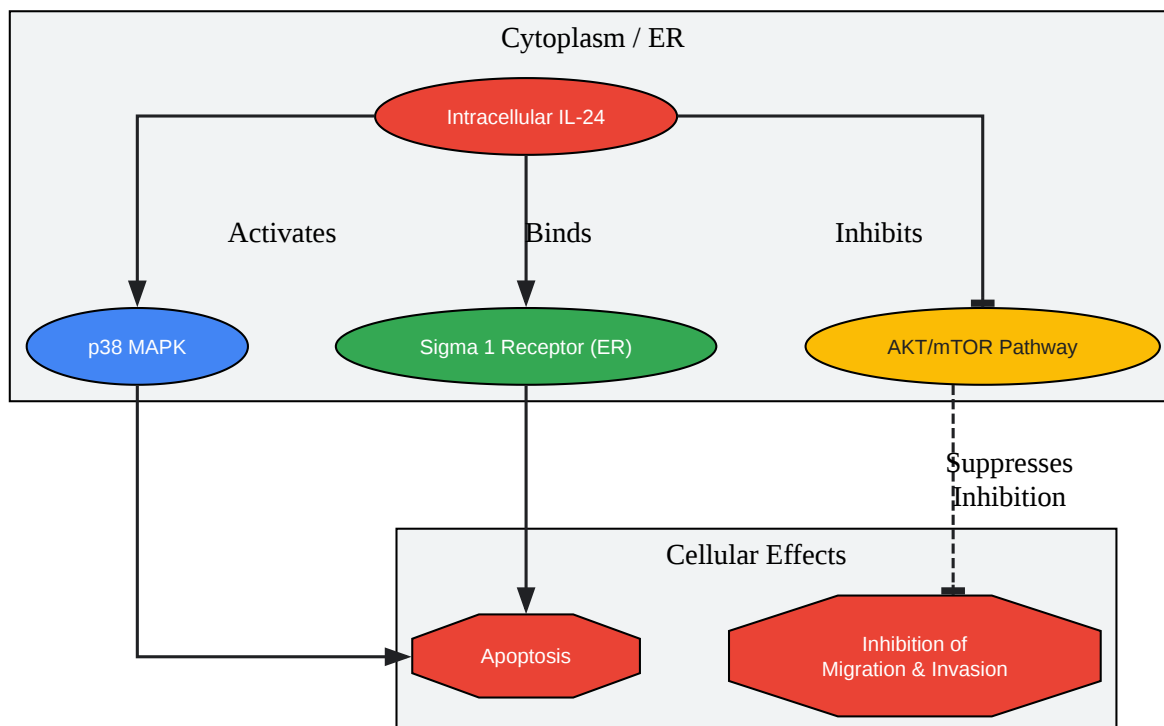 Cytoplasm / ER
Intracellular IL-24
Activates
Binds
Inhibits
p38 MAPK
Sigma 1 Receptor (ER)
AKT/mTOR Pathway
Suppresses
Inhibition
Cellular Effects
Apoptosis
Inhibition of
Migration & Invasion